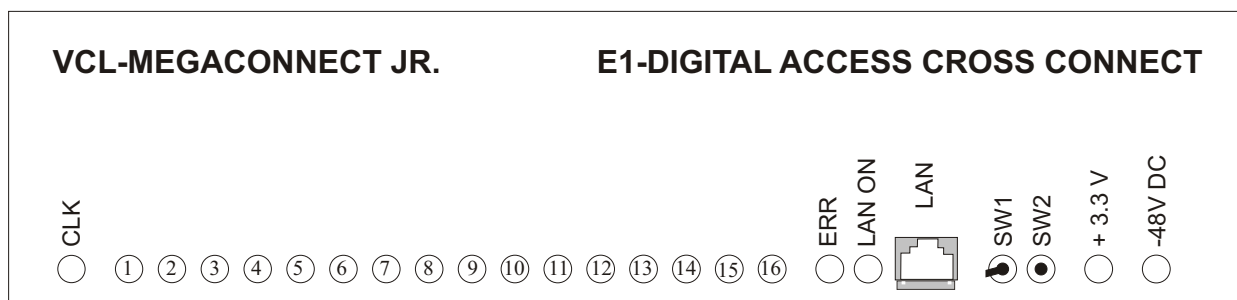 VCL-MEGACONNECT JR. E1-DIGITAL ACCESS CROSS CONNECT
CLK 1 2 3 4 5 6 7 8 9 10 11 12 13 14 15 16 ERR LAN ON LAN SW1 SW2 + 3.3 V -48V DC